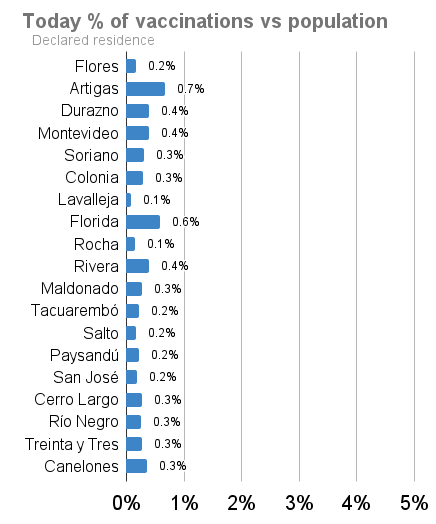 Today % of vaccinations vs population
Declared residence
Flores 0.2%
Artigas 0.7%
Durazno 0.4%
Montevideo 0.4%
Soriano 0.3%
Colonia 0.3%
Lavalleja 0.1%
Florida 0.6%
Rocha 0.1%
Rivera 0.4%
Maldonado 0.3%
Tacuarembó 0.2%
Salto 0.2%
Paysandú 0.2%
San José 0.2%
Cerro Largo 0.3%
Río Negro 0.3%
Treinta y Tres 0.3%
Canelones 0.3%
0% 1% 2% 3% 4% 5%